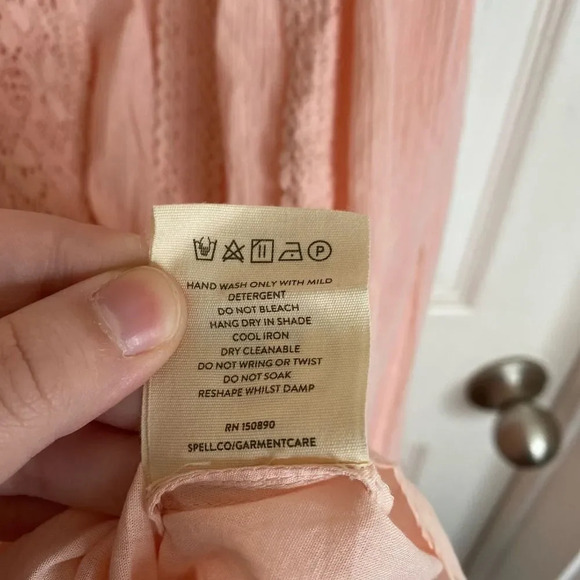 P
HAND WASH ONLY WITH MILD
DETERGENT
DO NOT BLEACH
HANG DRY IN SHADE
COOL IRON
DRY CLEANABLE
DO NOT WRING OR TWIST
DO NOT SOAK
RESHAPE WHILST DAMP
RN 150890
SPELL.CO/GARMENTCARE